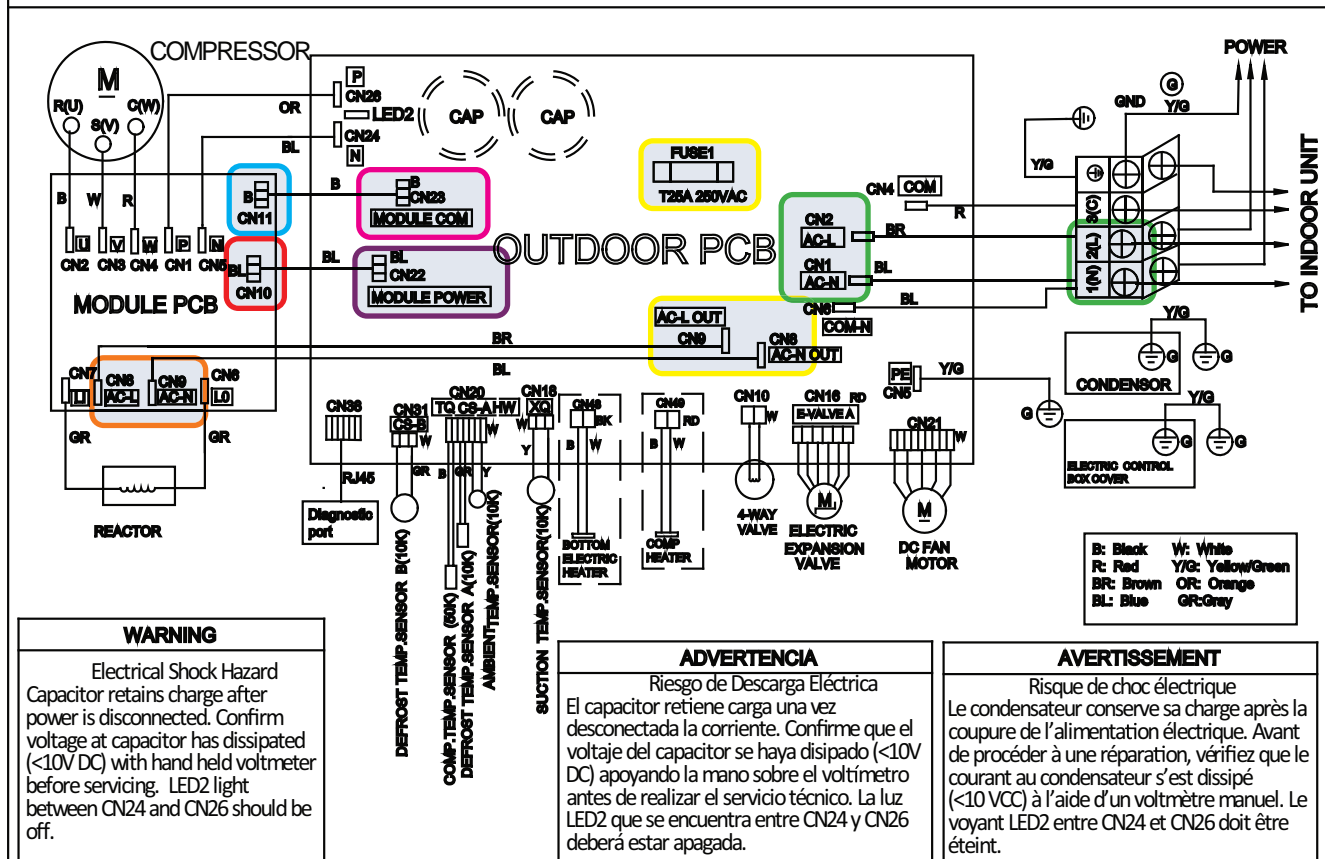 COMPRESSOR
M
R(U)
C(W)
S(V)
OR
BL
P
CN26
LED2
CN24
N
CAP
CAP
FUSE1
T25A 250VAC
POWER
GND
G
Y/G
Y/G
B
W
R
U
V
W
P
N
CN2
CN3
CN4
CN1
CN5
MODULE PCB
B
CN11
B
B
CN23
MODULE COM
BL
CN10
BL
BL
CN22
MODULE POWER
OUTDOOR PCB
CN2
AC-L
CN1
AC-N
CN4
COM
R
BR
BL
BL
CN6
COM-N
3(C)
2(L)
1(N)
TO INDOOR UNIT
AC-L OUT
CN9
CN8
AC-N OUT
BR
BL
CN7
LI
CN8
AC-L
CN9
AC-N
CN6
L0
GR
GR
REACTOR
CN36
RJ45
Diagnostic
port
CN31
CS-B
W
GR
DEFROST TEMP.SENSOR B(10K)
CN20
TQ CS-A HW
W
B
GR
Y
COMP.TEMP.SENSOR (50K)
DEFROST TEMP.SENSOR A(10K)
AMBIENT TEMP.SENSOR(10K)
CN18
XQ
W
Y
SUCTION TEMP.SENSOR(10K)
CN48
BK
B
W
BOTTOM
ELECTRIC
HEATER
CN49
RD
B
W
COMP
HEATER
CN10
W
4-WAY
VALVE
CN16
RD
E-VALVE A
M
ELECTRIC
EXPANSION
VALVE
CN21
W
M
DC FAN
MOTOR
PE
CN5
Y/G
G
Y/G
G
G
CONDENSOR
Y/G
G
G
ELECTRIC CONTROL
BOX COVER
B: Black W: White
R: Red Y/G: Yellow/Green
BR: Brown OR: Orange
BL: Blue GR:Gray
WARNING
Electrical Shock Hazard
Capacitor retains charge after
power is disconnected. Confirm
voltage at capacitor has dissipated
(<10V DC) with hand held voltmeter
before servicing. LED2 light
between CN24 and CN26 should be
off.
ADVERTENCIA
Riesgo de Descarga Eléctrica
El capacitor retiene carga una vez
desconectada la corriente. Confirme que el
voltaje del capacitor se haya disipado (<10V
DC) apoyando la mano sobre el voltímetro
antes de realizar el servicio técnico. La luz
LED2 que se encuentra entre CN24 y CN26
deberá estar apagada.
AVERTISSEMENT
Risque de choc électrique
Le condensateur conserve sa charge après la
coupure de l'alimentation électrique. Avant
de procéder à une réparation, vérifiez que le
courant au condensateur s'est dissipé
(<10 VCC) à l'aide d'un voltmètre manuel. Le
voyant LED2 entre CN24 et CN26 doit être
éteint.